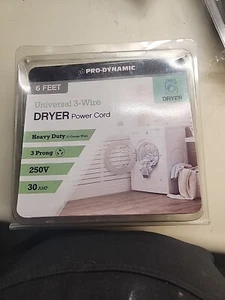 PRO-DYNAMIC
6 FEET
Universal 3-Wire
DRYER Power Cord
DRYER
Heavy Duty
3 Prong
250V
30 AMP